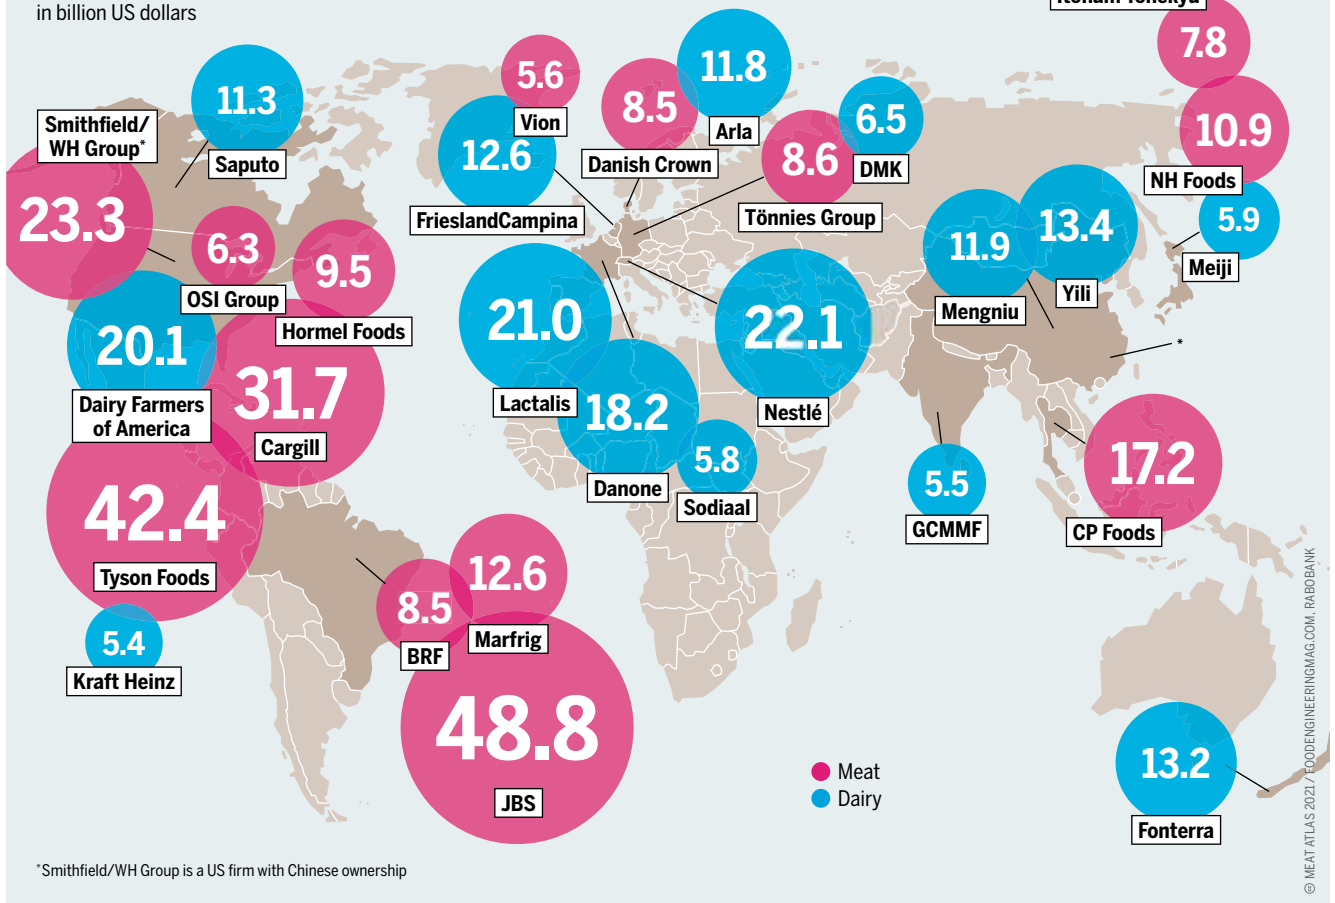 in billion US dollars
7.8
5.6
Vion
8.5
Danish Crown
11.8
Arla
6.5
DMK
11.3
Saputo
Smithfield/
WH Group*
23.3
12.6
FrieslandCampina
8.6
Tönnies Group
10.9
NH Foods
5.9
Meiji
6.3
OSI Group
9.5
Hormel Foods
11.9
Mengniu
13.4
Yili
20.1
Dairy Farmers
of America
31.7
Cargill
21.0
Lactalis
22.1
Nestlé
*
18.2
Danone
5.8
Sodiaal
5.5
GCMMF
17.2
CP Foods
42.4
Tyson Foods
5.4
Kraft Heinz
8.5
BRF
12.6
Marfrig
48.8
JBS
13.2
Fonterra
Meat
Dairy
*Smithfield/WH Group is a US firm with Chinese ownership
MEAT ATLAS 2021 / FOODENGINEERINGMAG.COM, RABOBANK